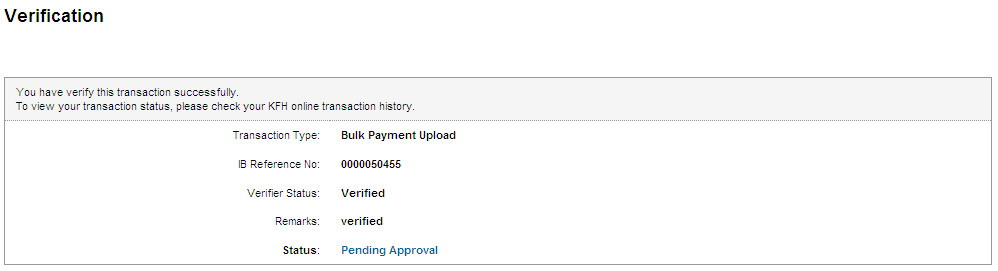 Verification
You have verify this transaction successfully.
To view your transaction status, please check your KFH online transaction history.
Transaction Type: Bulk Payment Upload
IB Reference No: 0000050455
Verifier Status: Verified
Remarks: verified
Status: Pending Approval